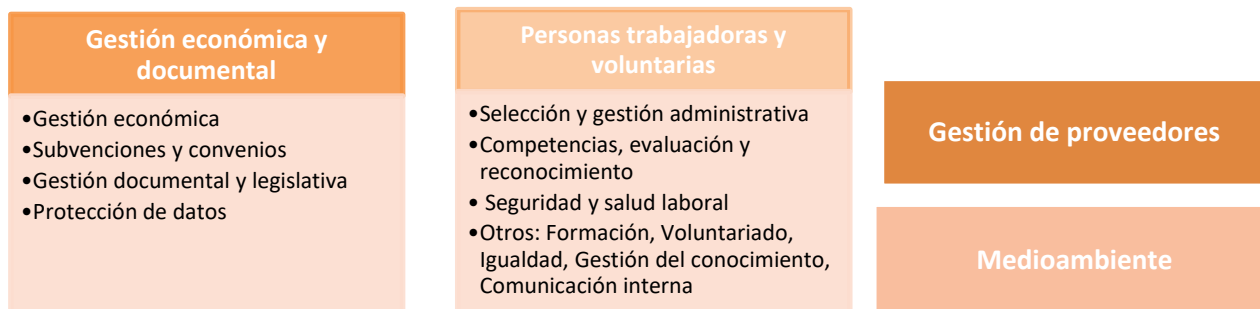 Gestión económica y
documental
•Gestión económica
•Subvenciones y convenios
•Gestión documental y legislativa
•Protección de datos
Personas trabajadoras y
voluntarias
•Selección y gestión administrativa
•Competencias, evaluación y
reconocimiento
• Seguridad y salud laboral
•Otros: Formación, Voluntariado,
Igualdad, Gestión del conocimiento,
Comunicación interna
Gestión de proveedores
Medioambiente